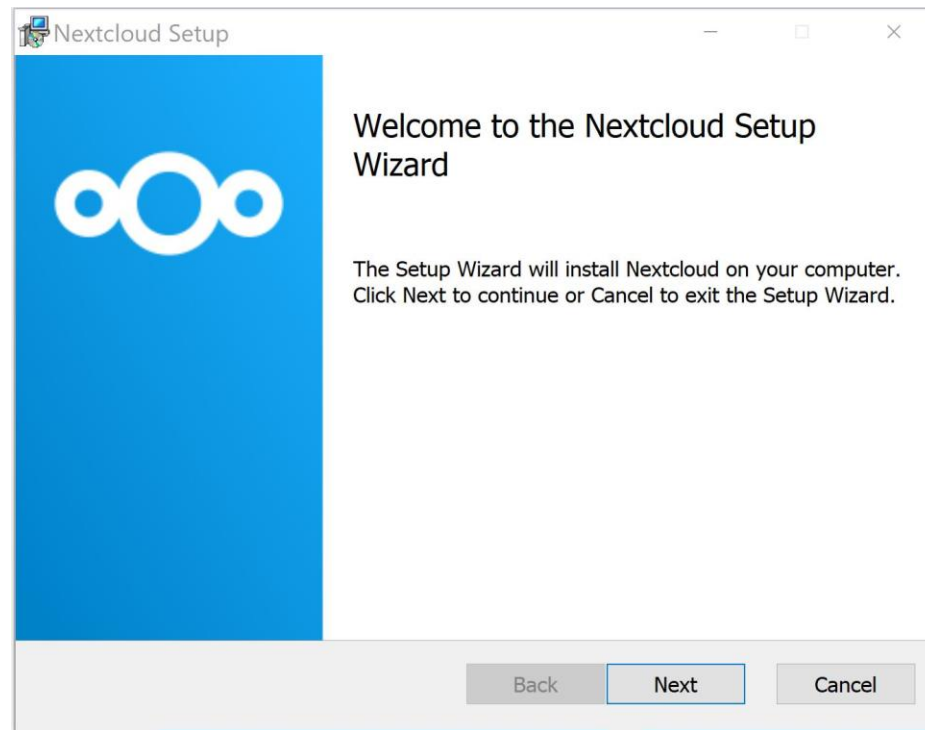 Nextcloud Setup
Welcome to the Nextcloud Setup
Wizard
The Setup Wizard will install Nextcloud on your computer.
Click Next to continue or Cancel to exit the Setup Wizard.
Back Next Cancel